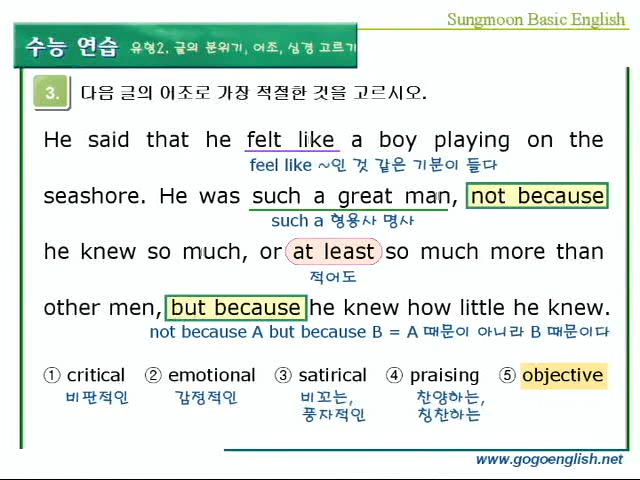 Sungmoon Basic English
수능 연습 유형2. 글의 분위기, 어조, 심경 고르기
3. 다음 글의 어조로 가장 적절한 것을 고르시오.
He said that he felt like a boy playing on the
feel like ~인 것 같은 기분이 들다
seashore. He was such a great man, not because
such a 형용사 명사
he knew so much, or at least so much more than
적어도
other men, but because he knew how little he knew.
not because A but because B = A 때문이 아니라 B 때문이다
① critical ② emotional ③ satirical ④ praising ⑤ objective
비판적인 감정적인 비꼬는, 찬양하는,
풍자적인 칭찬하는
www.gogoenglish.net